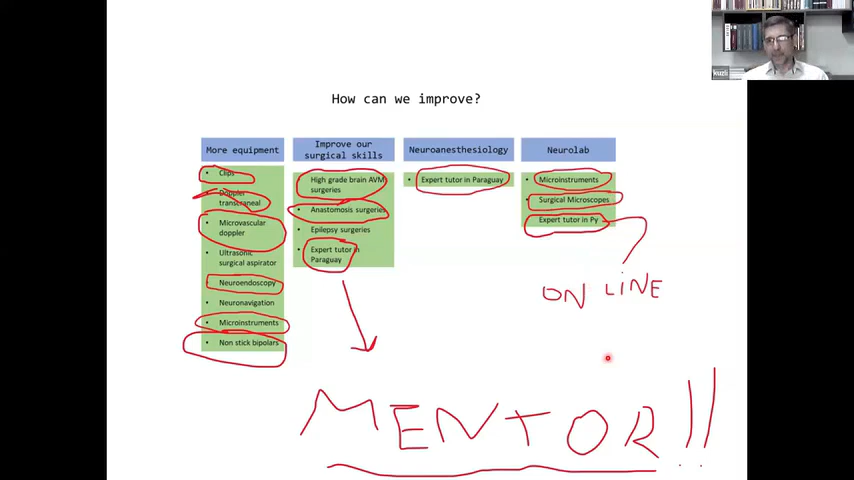 How can we improve?
More equipment
Clips
Doppler
transcraneal
Microvascular
doppler
Ultrasonic
surgical aspirator
Neuroendoscopy
Neuronavigation
Microinstruments
Non stick bipolars
Improve our
surgical skills
High grade brain AVM
surgeries
Anastomosis surgeries
Epilepsy surgeries
Expert tutor in
Paraguay
Neuroanesthesiology
Expert tutor in Paraguay
Neurolab
Microinstruments
Surgical Microscopes
Expert tutor in Py
ON LINE
MENTOR!!
kuzli